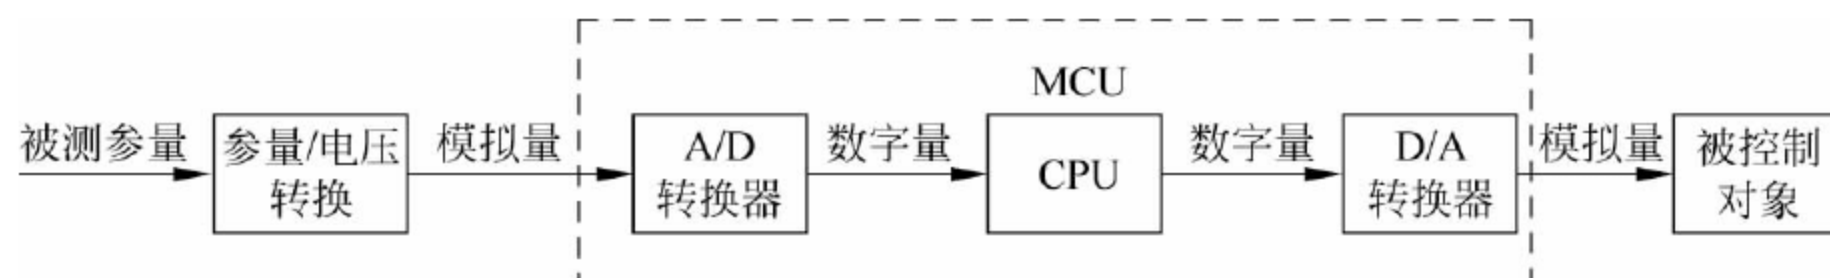 MCU
被测参量
参量/电压
转换
模拟量
A/D
转换器
数字量
CPU
数字量
D/A
转换器
模拟量
被控制
对象